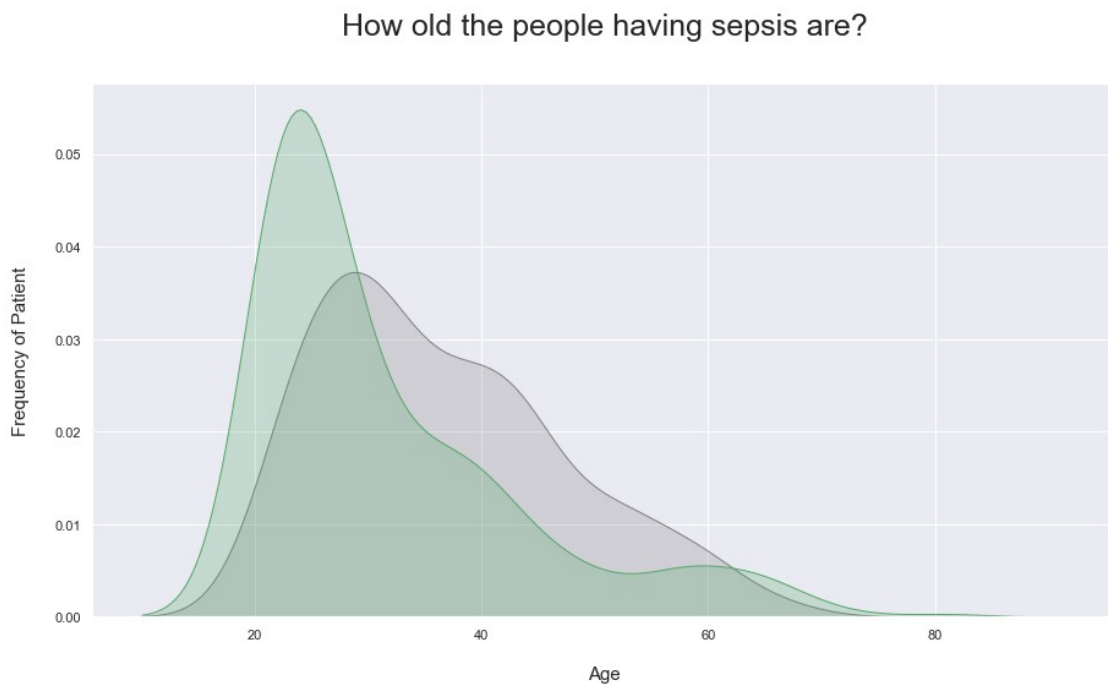 How old the people having sepsis are?
0.05
0.04
0.03
0.02
0.01
0.00
Frequency of Patient
20 40 60 80
Age